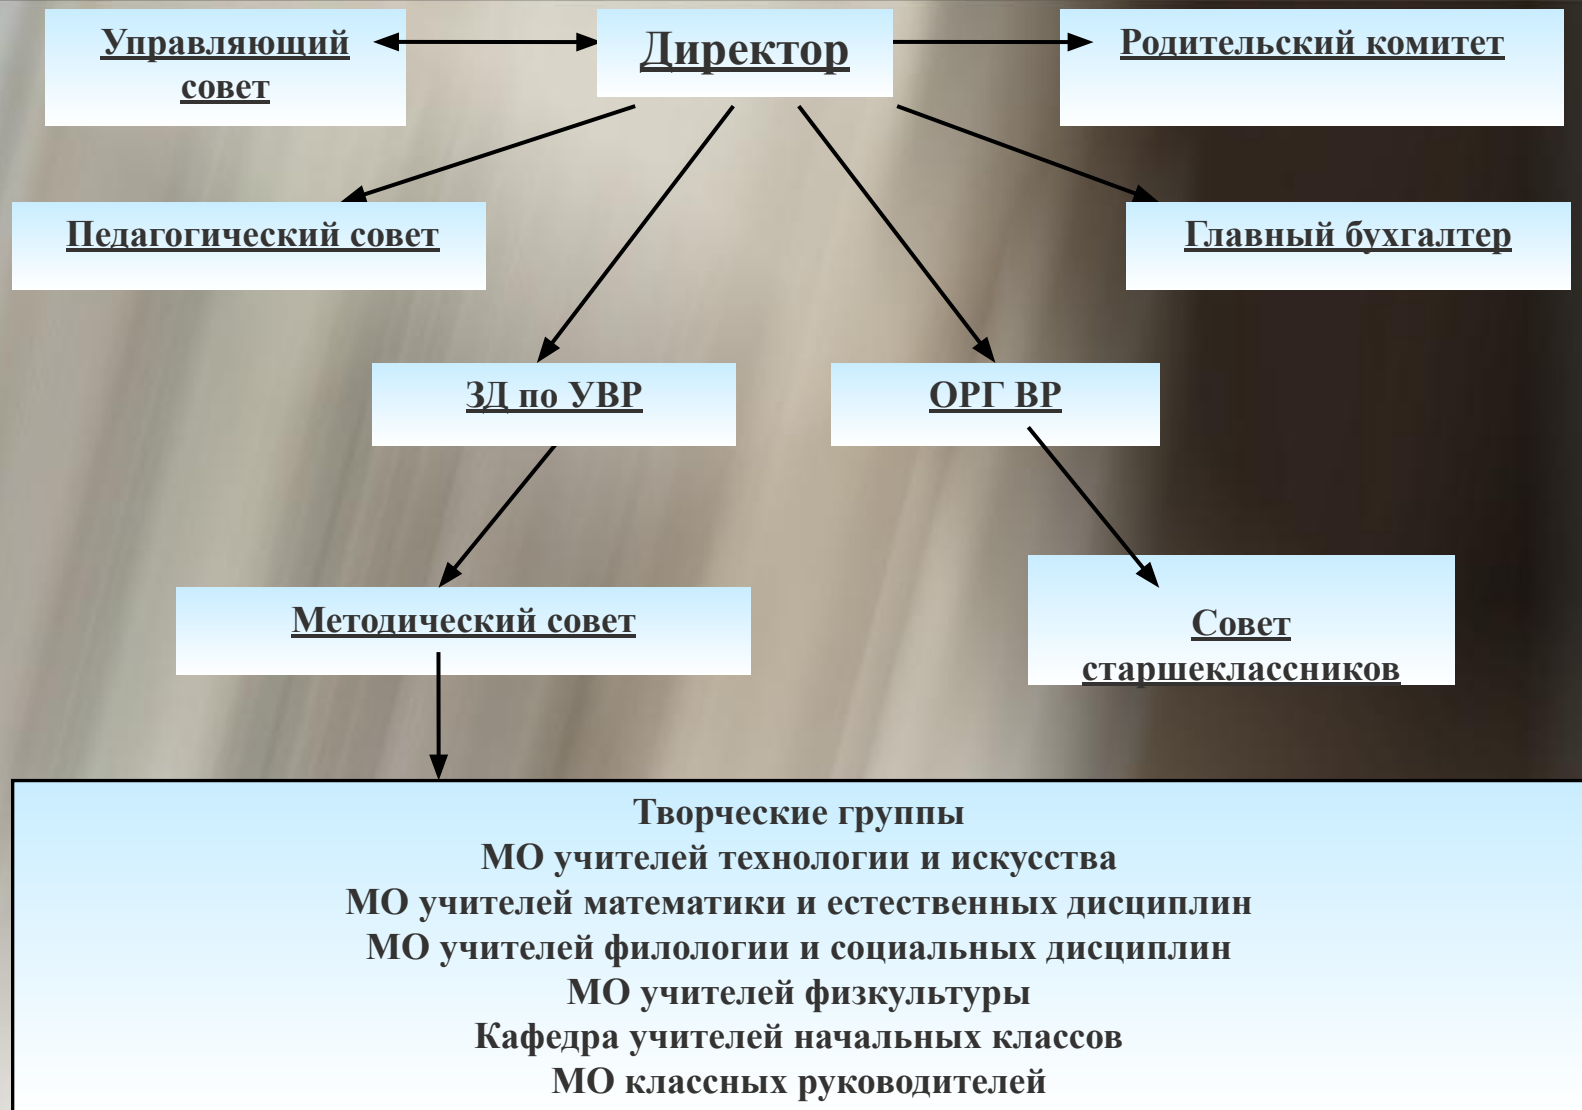 Управляющий
совет
Директор
Родительский комитет
Педагогический совет
Главный бухгалтер
ЗД по УВР
ОРГ ВР
Методический совет
Совет
старшеклассников
Творческие группы
МО учителей технологии и искусства
МО учителей математики и естественных дисциплин
МО учителей филологии и социальных дисциплин
МО учителей физкультуры
Кафедра учителей начальных классов
МО классных руководителей